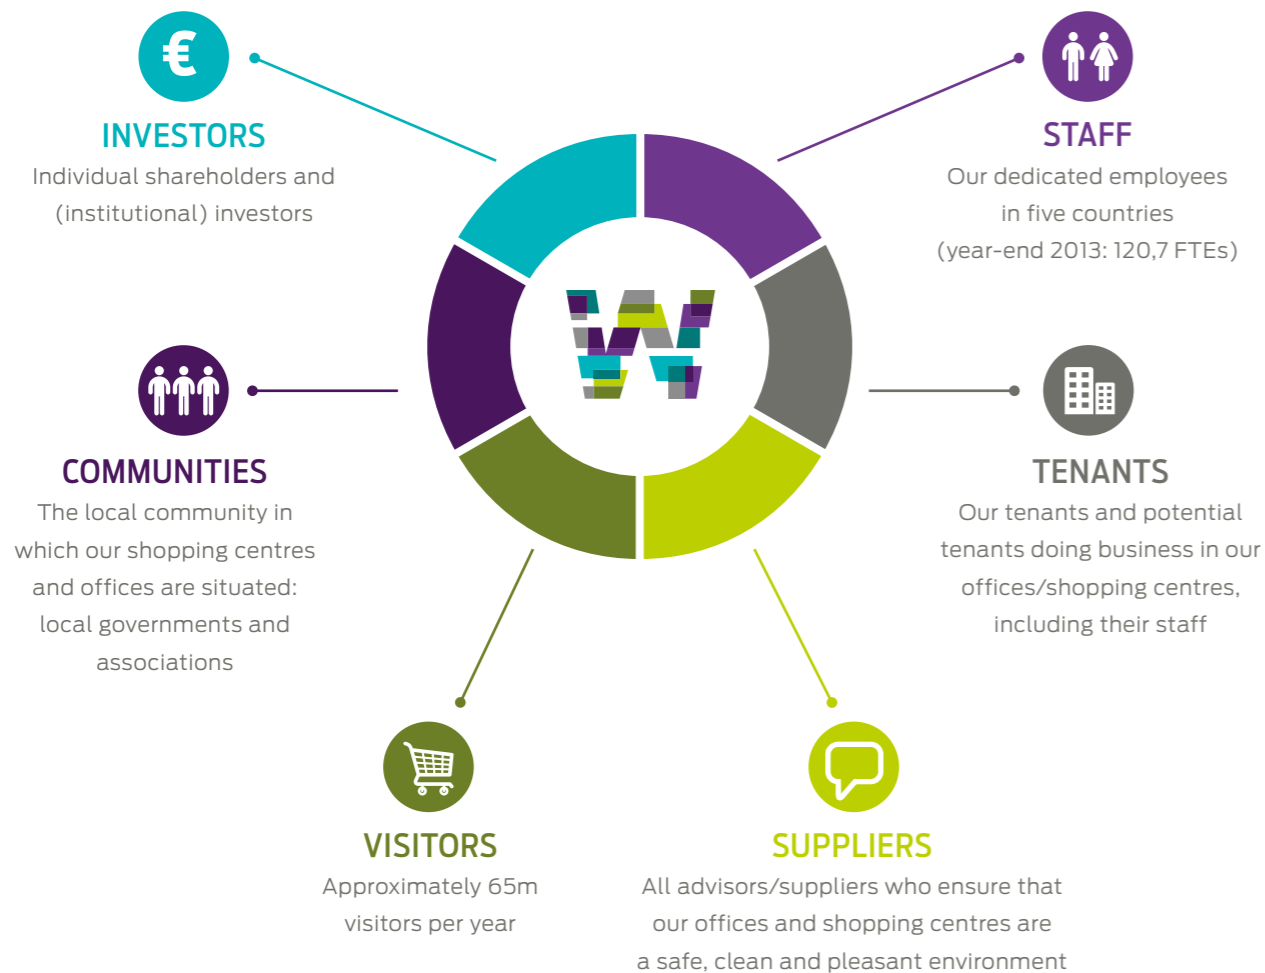 €
INVESTORS
Individual shareholders and
(institutional) investors
STAFF
Our dedicated employees
in five countries
(year-end 2013: 120,7 FTEs)
W
COMMUNITIES
The local community in
which our shopping centres
and offices are situated:
local governments and
associations
TENANTS
Our tenants and potential
tenants doing business in our
offices/shopping centres,
including their staff
VISITORS
Approximately 65m
visitors per year
SUPPLIERS
All advisors/suppliers who ensure that
our offices and shopping centres are
a safe, clean and pleasant environment